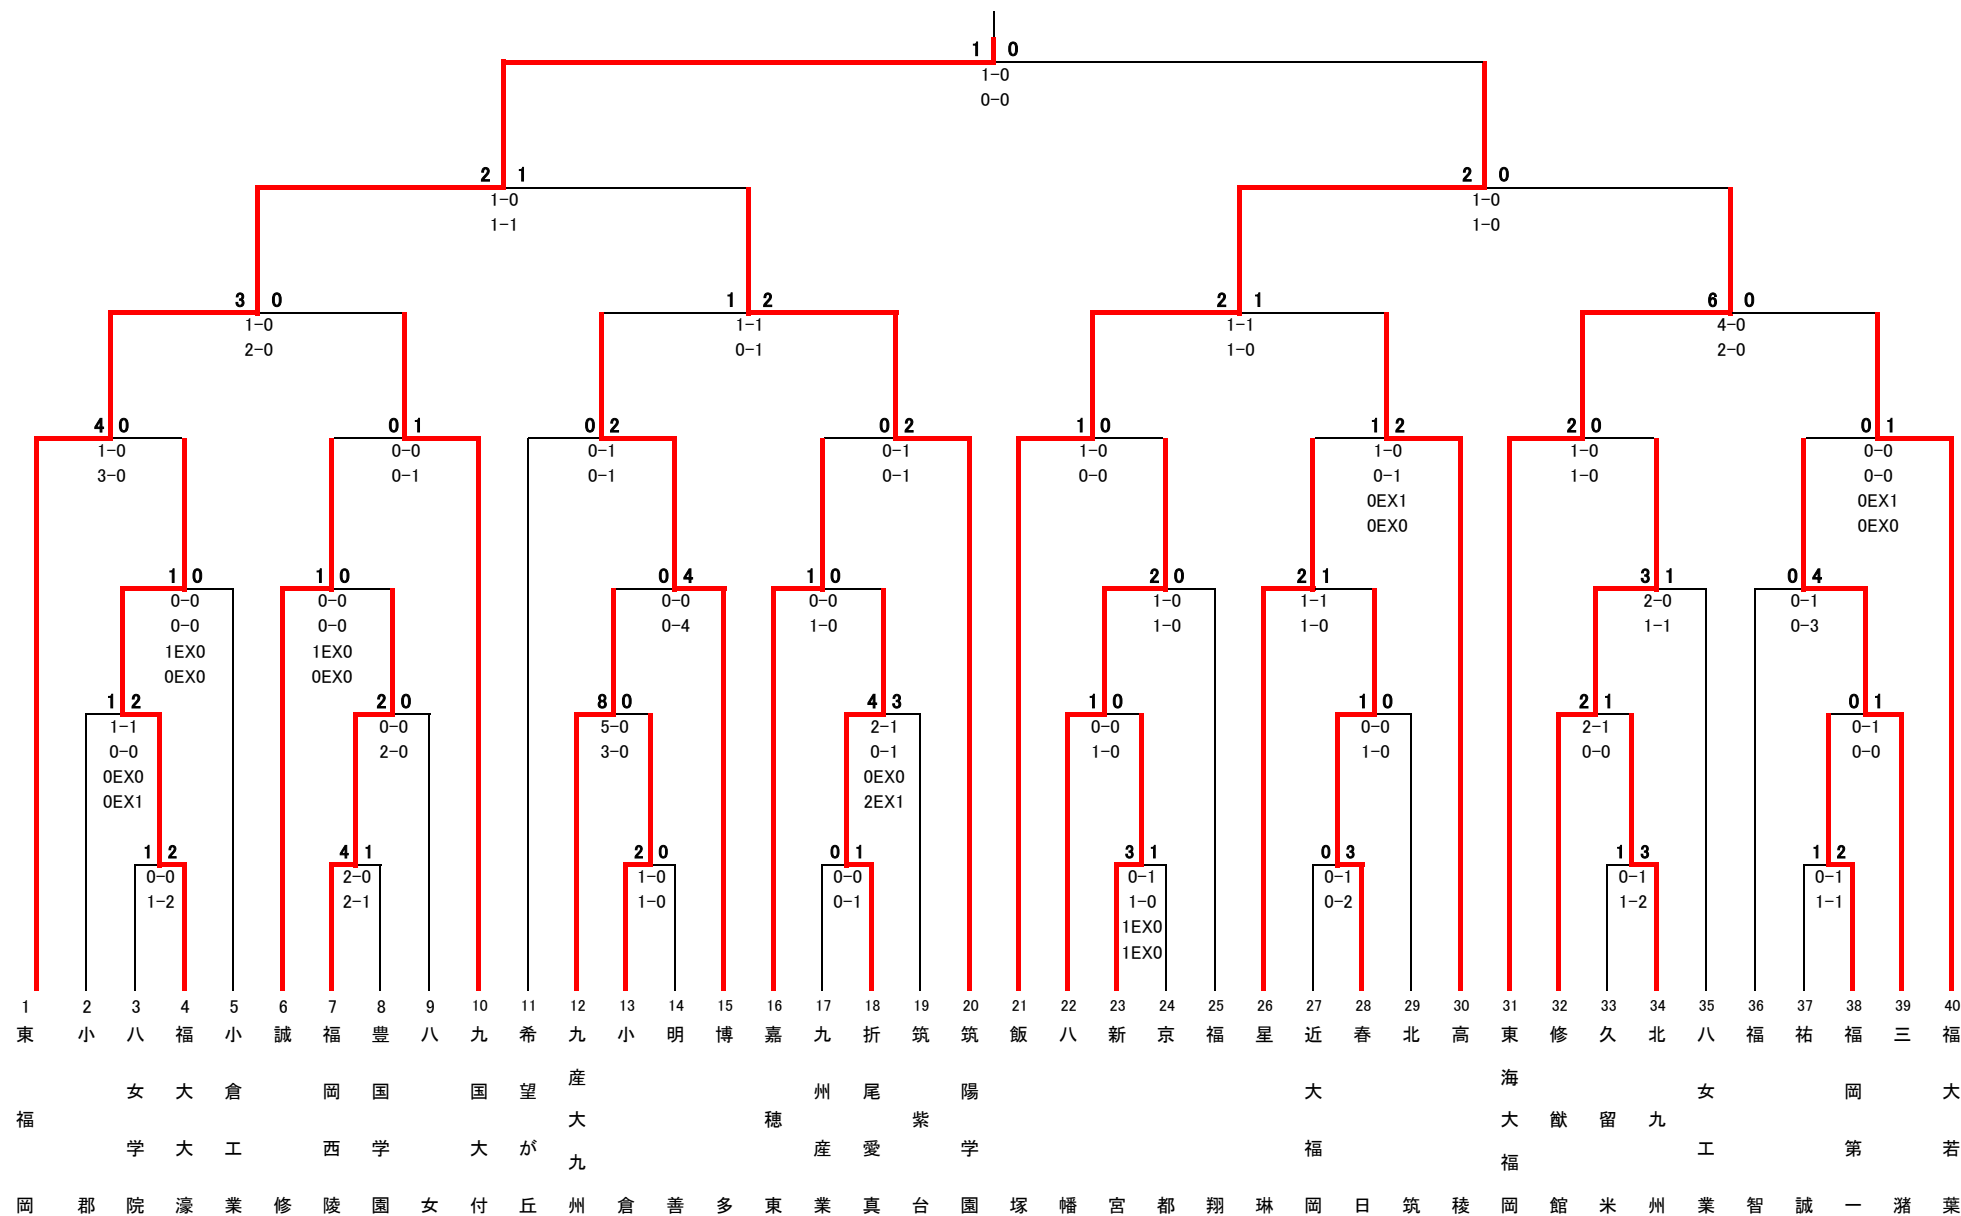 1 0
1-0
0-0
2 1 2 0
1-0 1-0
1-1 1-0
3 0 1 2 2 1 6 0
1-0 1-1 1-1 4-0
2-0 0-1 1-0 2-0
4 0 0 1 0 2 0 2 1 0 1 2 2 0 0 1
1-0 0-0 0-1 0-1 1-0 1-0 1-0 0-0
3-0 0-1 0-1 0-1 0-0 0-1 1-0 0-0
0EX1 0EX1
0EX0 0EX0
1 0 1 0 0 4 1 0 2 0 2 1 3 1 0 4
0-0 0-0 0-0 0-0 1-0 1-1 2-0 0-1
0-0 0-0 0-4 1-0 1-0 1-0 1-1 0-3
1EX0 1EX0
0EX0 0EX0
1 2 2 0 8 0 4 3 1 0 1 0 2 1 0 1
1-1 0-0 5-0 2-1 0-0 0-0 2-1 0-1
0-0 2-0 3-0 0-1 1-0 1-0 0-0 0-0
0EX0 0EX0
0EX1 2EX1
1 2 4 1 2 0 0 1 3 1 0 3 1 3 1 2
0-0 2-0 1-0 0-0 0-1 0-1 0-1 0-1
1-2 2-1 1-0 0-1 1-0 0-2 1-2 1-1
1EX0
1EX0
1 東福岡
2 小郡
3 八女学院
4 福大大濠
5 小倉工業
6 誠修
7 福岡西陵
8 豊国学園
9 八女
10 九国大付
11 希望が丘
12 九産大九州
13 小倉
14 明善
15 博多
16 嘉穂東
17 九州産業
18 折尾愛真
19 筑紫台
20 筑陽学園
21 飯塚
22 八幡
23 新宮
24 京都
25 福翔
26 星琳
27 近大福岡
28 春日
29 北筑
30 高稜
31 東海大福岡
32 修猷館
33 久留米
34 北九州
35 八女工業
36 福智
37 祐誠
38 福岡第一
39 三潴
40 福大若葉